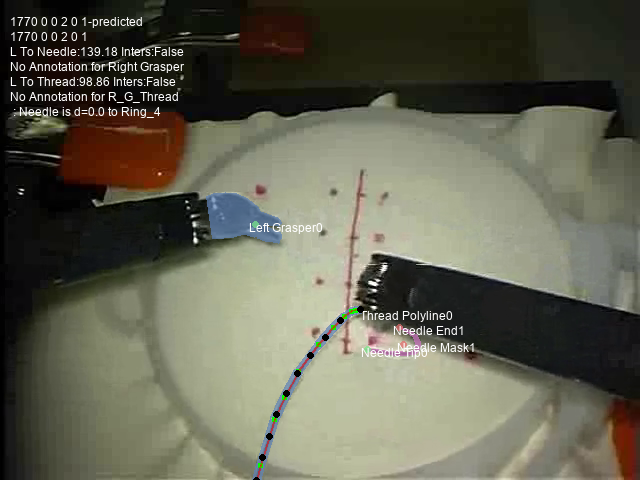 1770 0 0 2 0 1-predicted
1770 0 0 2 0 1
L To Needle:139.18 Inters:False
No Annotation for Right Grasper
L To Thread:98.86 Inters:False
No Annotation for R_G_Thread
: Needle is d=0.0 to Ring_4
Left Grasper0
Thread Polyline0
Needle End1
Needle Mask1
Needle Tip0